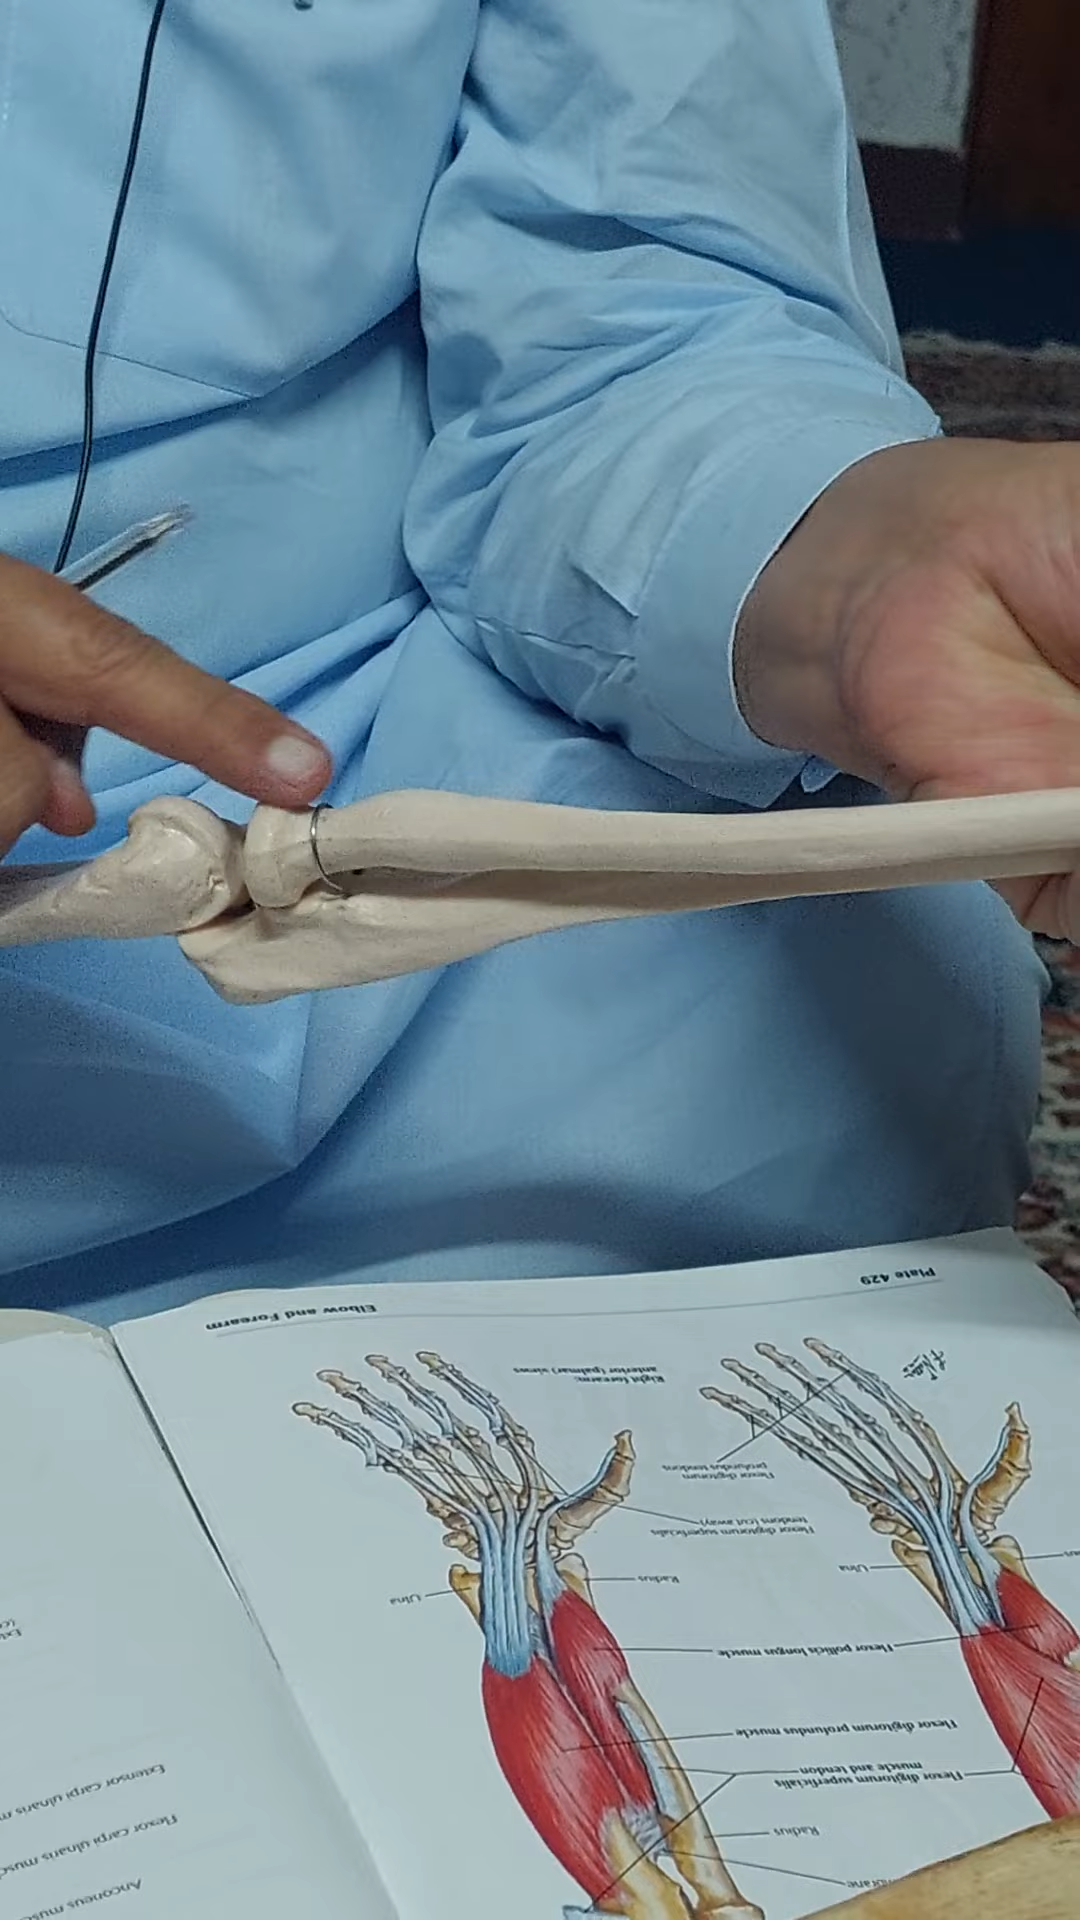 Plate 429
Elbow and Forearm
Right forearm:
anterior (palmar) views
Flexor digitorum
profundus tendons
Flexor digitorum superficialis
tendons (cut away)
Ulna
Radius
Ulna
Flexor pollicis longus muscle
Flexor digitorum profundus muscle
Flexor digitorum superficialis
muscle and tendon
Radius
Extensor carpi ulnaris
Flexor carpi ulnaris
Anconeus